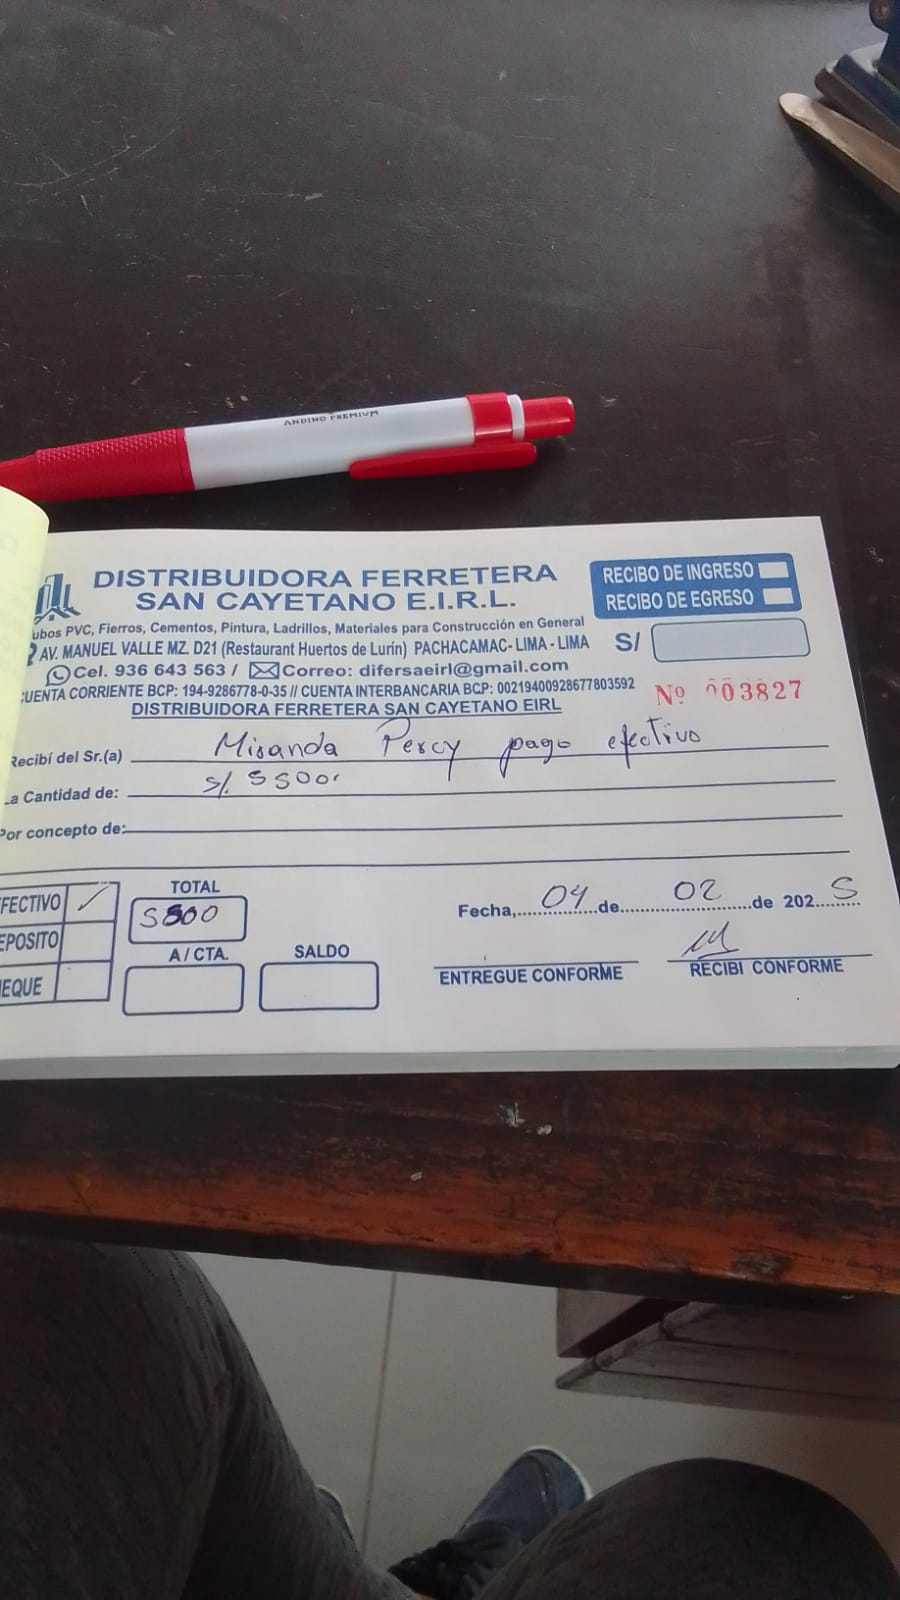 ANDINO PREMIUM
DISTRIBUIDORA FERRETERA
SAN CAYETANO E.I.R.L.
RECIBO DE INGRESO
RECIBO DE EGRESO
ubos PVC, Fierros, Cementos, Pintura, Ladrillos, Materiales para Construcción en General
AV. MANUEL VALLE MZ. D21 (Restaurant Huertos de Lurín) PACHACAMAC- LIMA - LIMA
S/
Cel. 936 643 563 / Correo: difersaeirl@gmail.com
CUENTA CORRIENTE BCP: 194-9286778-0-35 // CUENTA INTERBANCARIA BCP: 00219400928677803592
Nº 003827
DISTRIBUIDORA FERRETERA SAN CAYETANO EIRL
Recibí del Sr.(a) Miranda Percy pago efectivo
La Cantidad de: S/. 5500.
Por concepto de:
EFECTIVO
TOTAL
5500
Fecha, 04 de 02 de 2025
EPOSITO
A / CTA.
SALDO
EQUE
ENTREGUE CONFORME
RECIBI CONFORME